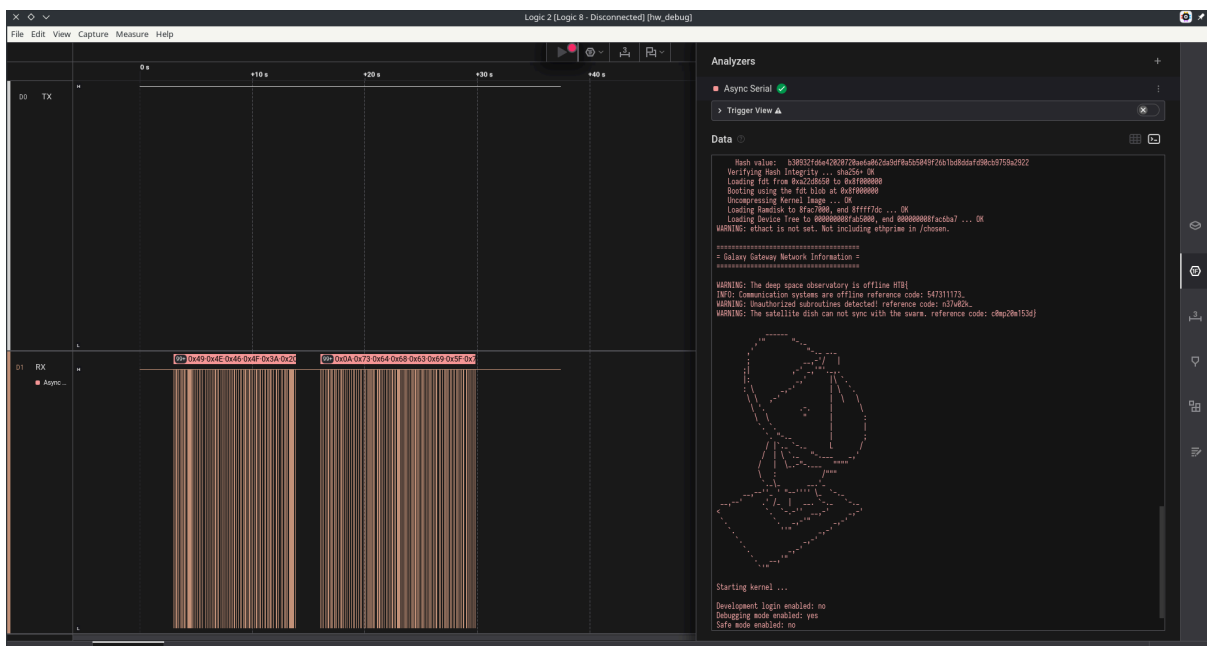 Logic 2 [Logic 8 - Disconnected] [hw_debug]
File Edit View Capture Measure Help
0 s
+10 s
+20 s
+30 s
+40 s
D0 TX
H
L
D1 RX
Async ...
H
L
99+ 0x49·0x4E·0x46·0x4F·0x3A·0x20
99+ 0x0A·0x73·0x64·0x68·0x63·0x69·0x5F·0x7
Analyzers
Async Serial
Trigger View
Data
Verifying Hash Integrity ... sha256+ OK
Loading fdt from 0xa22d8650 to 0x8f000000
Booting using the fdt blob at 0x8f000000
Uncompressing Kernel Image ... OK
Loading Ramdisk to 8fac7000, end 8ffff7dc ... OK
Loading Device Tree to 000000008fab5000, end 000000008fac6ba7 ... OK
WARNING: ethact is not set. Not including ethprime in /chosen.
= Galaxy Gateway Network Information =
WARNING: The deep space observatory is offline HTB{
INFO: Communication systems are offline reference code: 547311173_
WARNING: Unauthorized subroutines detected! reference code: n37w02k_
WARNING: The satellite dish can not sync with the swarm. reference code: c0mp20m153d}
Starting kernel ...
Development login enabled: no
Debugging mode enabled: yes
Safe mode enabled: no